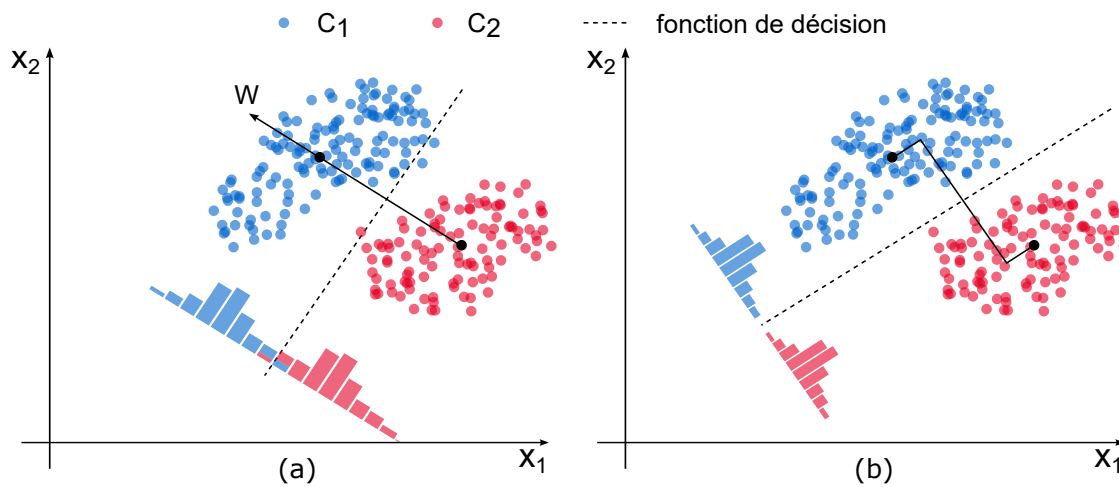 C1 C2 fonction de décision
x2 x2
W
x1 x1
(a) (b)